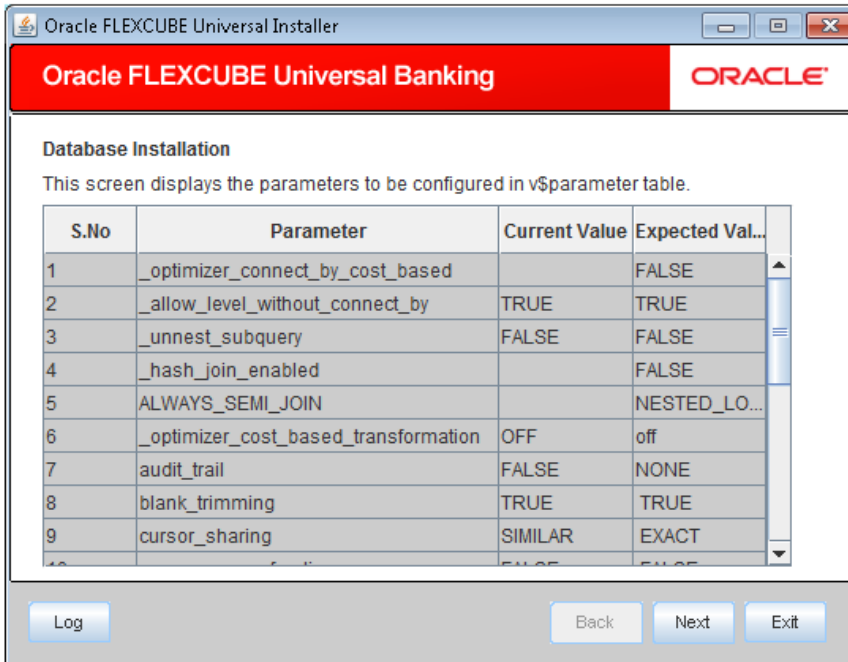 Oracle FLEXCUBE Universal Installer
Oracle FLEXCUBE Universal Banking ORACLE
Database Installation
This screen displays the parameters to be configured in v$parameter table.
S.No Parameter Current Value Expected Val...
1 _optimizer_connect_by_cost_based FALSE
2 _allow_level_without_connect_by TRUE TRUE
3 _unnest_subquery FALSE FALSE
4 _hash_join_enabled FALSE
5 ALWAYS_SEMI_JOIN NESTED_LO...
6 _optimizer_cost_based_transformation OFF off
7 audit_trail FALSE NONE
8 blank_trimming TRUE TRUE
9 cursor_sharing SIMILAR EXACT
Log Back Next Exit